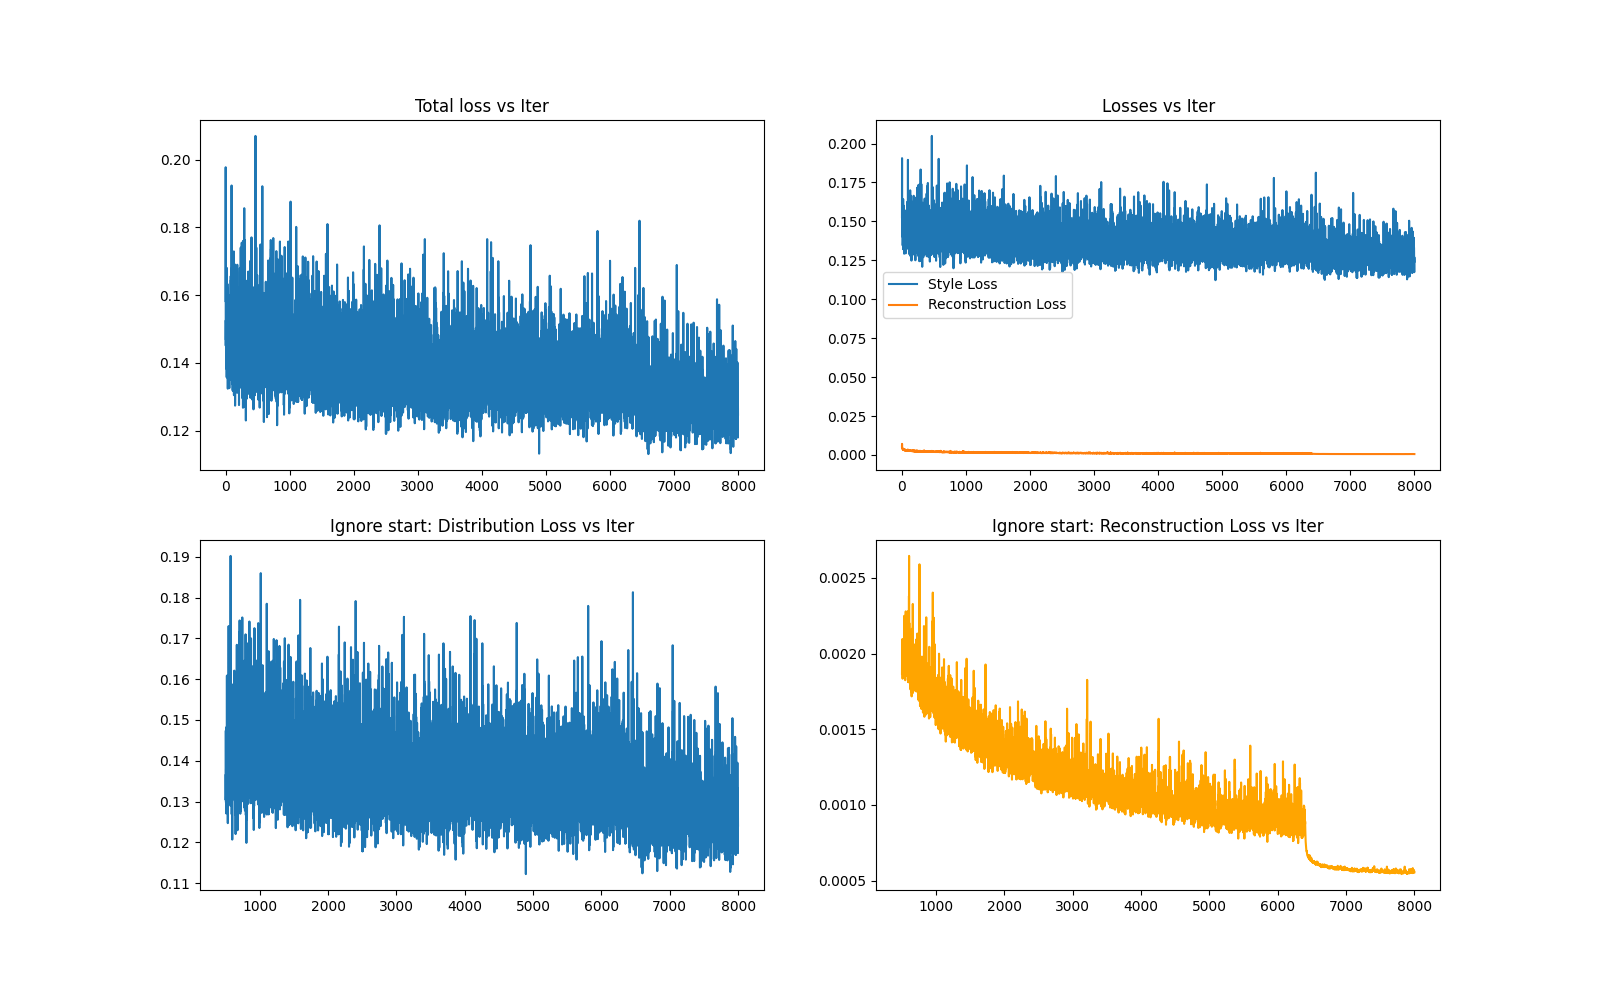 Total loss vs Iter
0.20
0.18
0.16
0.14
0.12
0 1000 2000 3000 4000 5000 6000 7000 8000
Losses vs Iter
0.200
0.175
0.150
0.125
0.100
0.075
0.050
0.025
0.000
Style Loss
Reconstruction Loss
0 1000 2000 3000 4000 5000 6000 7000 8000
Ignore start: Distribution Loss vs Iter
0.19
0.18
0.17
0.16
0.15
0.14
0.13
0.12
0.11
1000 2000 3000 4000 5000 6000 7000 8000
Ignore start: Reconstruction Loss vs Iter
0.0025
0.0020
0.0015
0.0010
0.0005
1000 2000 3000 4000 5000 6000 7000 8000